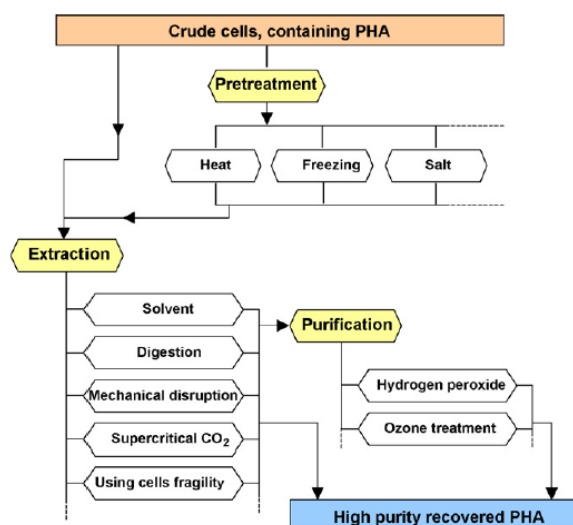 Crude cells, containing PHA
Pretreatment
Heat
Freezing
Salt
Extraction
Solvent
Purification
Digestion
Hydrogen peroxide
Mechanical disruption
Ozone treatment
Supercritical CO₂
Using cells fragility
High purity recovered PHA